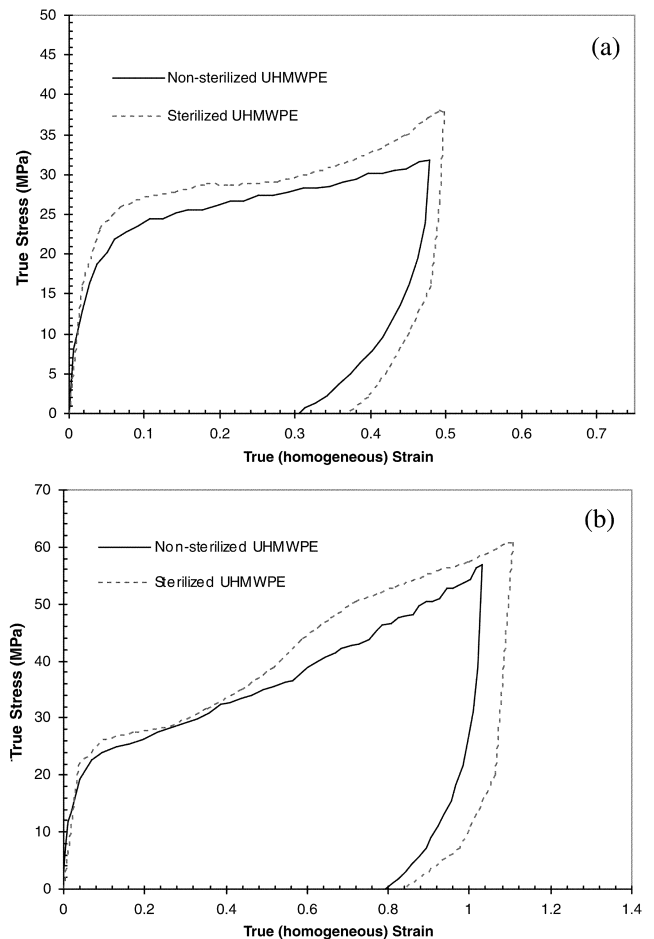 50
(a)
45
Non-sterilized UHMWPE
40
Sterilized UHMWPE
35
30
25
20
15
10
5
0
True Stress (MPa)
0 0.1 0.2 0.3 0.4 0.5 0.6 0.7
True (homogeneous) Strain
70
(b)
60
Non-sterilized UHMWPE
Sterilized UHMWPE
50
40
30
20
10
0
True Stress (MPa)
0 0.2 0.4 0.6 0.8 1 1.2 1.4
True (homogeneous) Strain